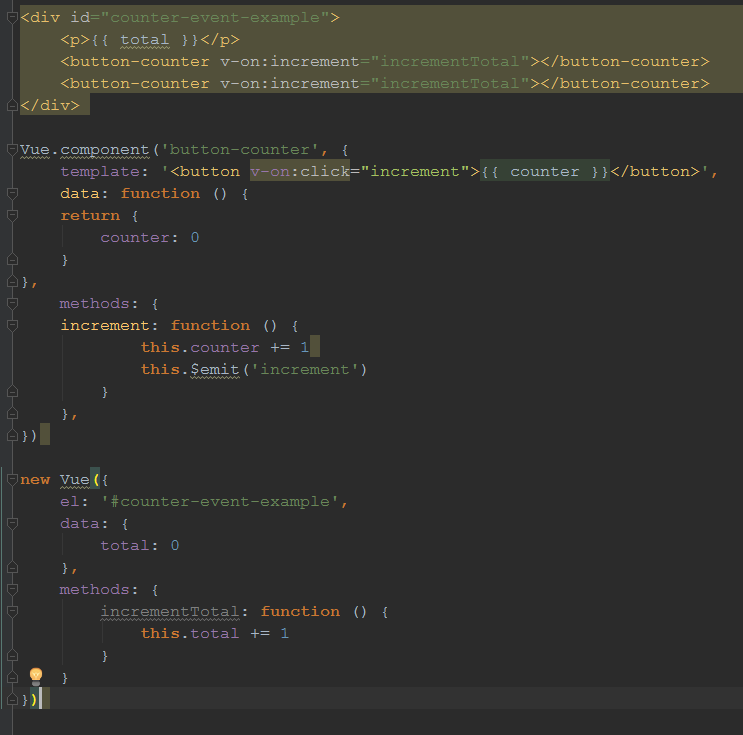 <div id="counter-event-example">
    <p>{{ total }}</p>
    <button-counter v-on:increment="incrementTotal"></button-counter>
    <button-counter v-on:increment="incrementTotal"></button-counter>
</div>
Vue.component('button-counter', {
    template: '<button v-on:click="increment">{{ counter }}</button>',
    data: function () {
    return {
        counter: 0
    }
},
    methods: {
    increment: function () {
            this.counter += 1
            this.$emit('increment')
        }
    },
})
new Vue({
    el: '#counter-event-example',
    data: {
        total: 0
    },
    methods: {
        incrementTotal: function () {
            this.total += 1
        }
    }
})